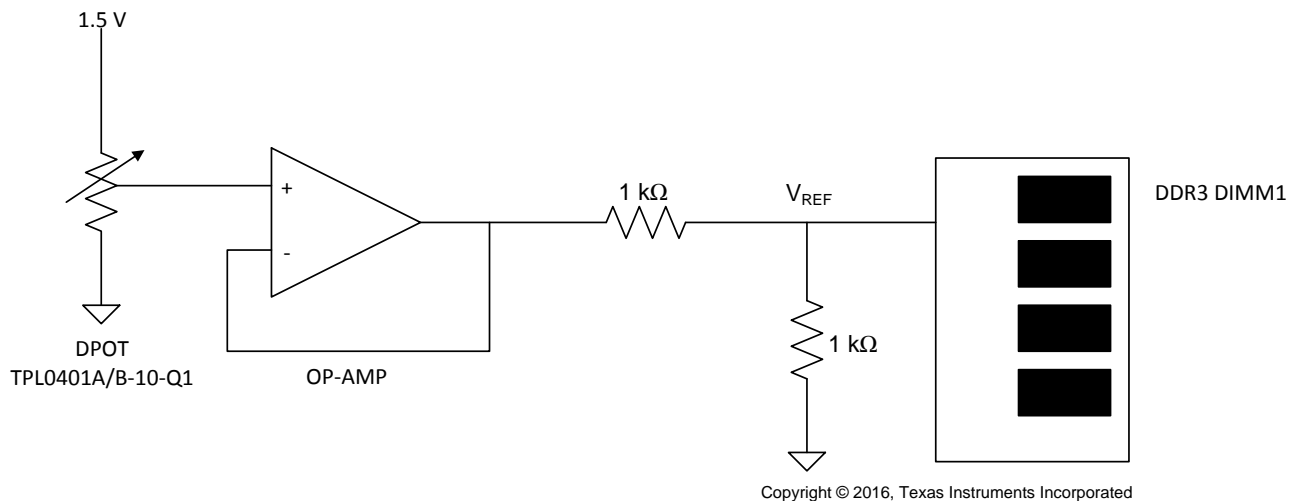 1.5 V
+
-
1 kΩ
V_REF
DDR3 DIMM1
1 kΩ
DPOT
TPL0401A/B-10-Q1
OP-AMP
Copyright © 2016, Texas Instruments Incorporated